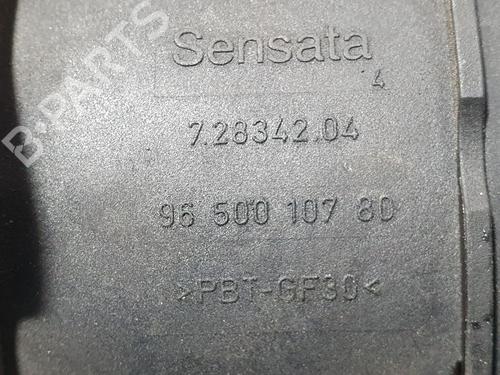 B-PARTS
Sensata
4
7.28342.04
96 500 107 80
>PBT-GF30<